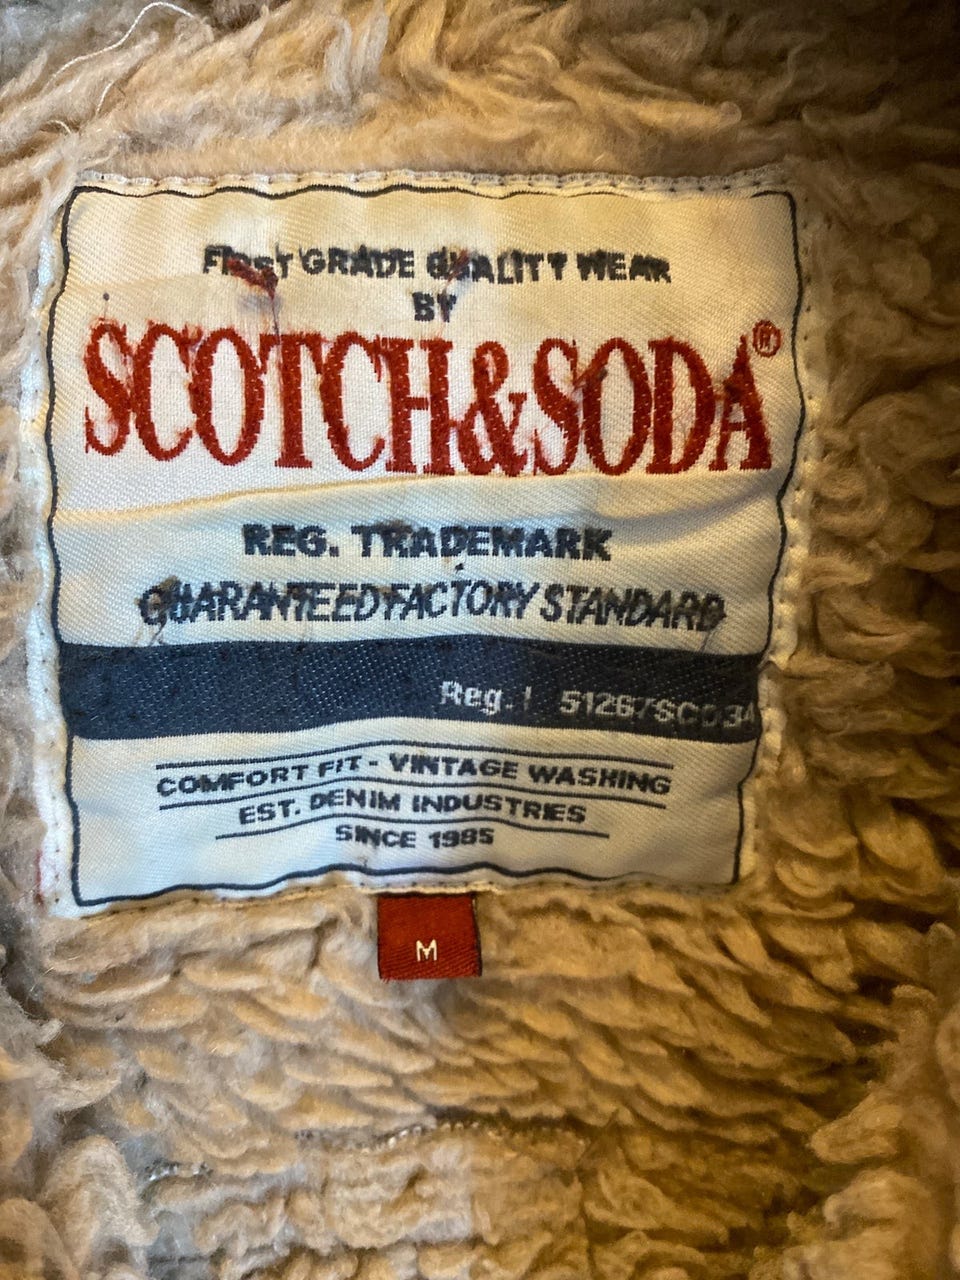 FIRST GRADE QUALITY WEAR
BY
SCOTCH&SODA®
REG. TRADEMARK
GUARANTEED FACTORY STANDARD
Reg.
COMFORT FIT - VINTAGE WASHING
EST. DENIM INDUSTRIES
SINCE 1985
M